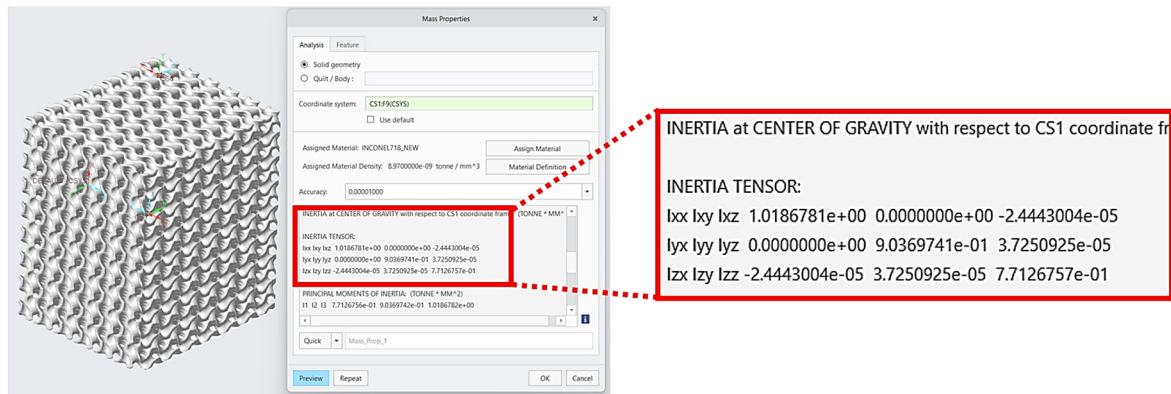 Mass Properties
Analysis Feature
Solid geometry
Quilt / Body :
Coordinate system: CS1:F9(CSYS)
Use default
Assigned Material: INCONEL718_NEW Assign Material
Assigned Material Density: 8.9700000e-09 tonne / mm^3 Material Definition
Accuracy: 0.00001000
INERTIA at CENTER OF GRAVITY with respect to CS1 coordinate fram (TONNE * MM^
INERTIA TENSOR:
Ixx Ixy Ixz 1.0186781e+00 0.0000000e+00 -2.4443004e-05
Iyx Iyy Iyz 0.0000000e+00 9.0369741e-01 3.7250925e-05
Izx Izy Izz -2.4443004e-05 3.7250925e-05 7.7126757e-01
PRINCIPAL MOMENTS OF INERTIA: (TONNE * MM^2)
I1 I2 I3 7.7126756e-01 9.0369742e-01 1.0186782e+00
Quick Mass_Prop_1
Preview Repeat OK Cancel
INERTIA at CENTER OF GRAVITY with respect to CS1 coordinate fr
INERTIA TENSOR:
Ixx Ixy Ixz 1.0186781e+00 0.0000000e+00 -2.4443004e-05
Iyx Iyy Iyz 0.0000000e+00 9.0369741e-01 3.7250925e-05
Izx Izy Izz -2.4443004e-05 3.7250925e-05 7.7126757e-01